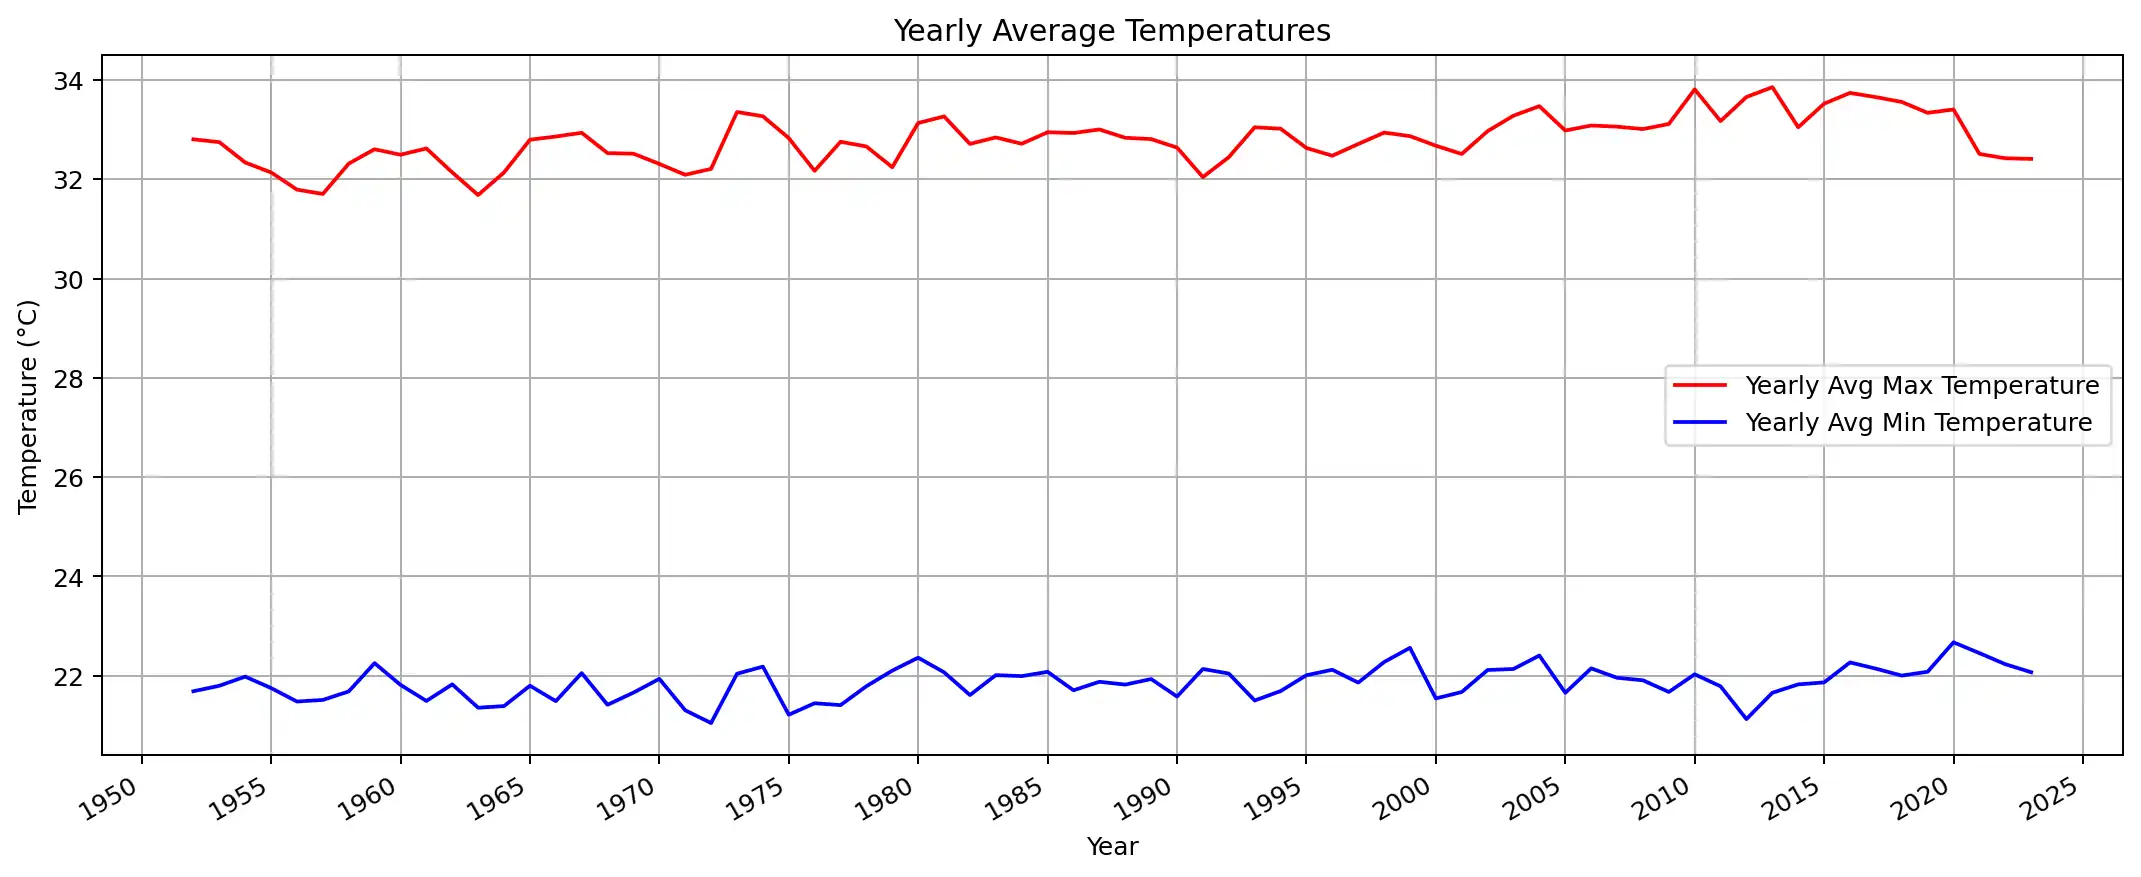 Yearly Average Temperatures
34
32
30
28
26
24
22
Temperature (°C)
Yearly Avg Max Temperature
Yearly Avg Min Temperature
1950 1955 1960 1965 1970 1975 1980 1985 1990 1995 2000 2005 2010 2015 2020 2025
Year